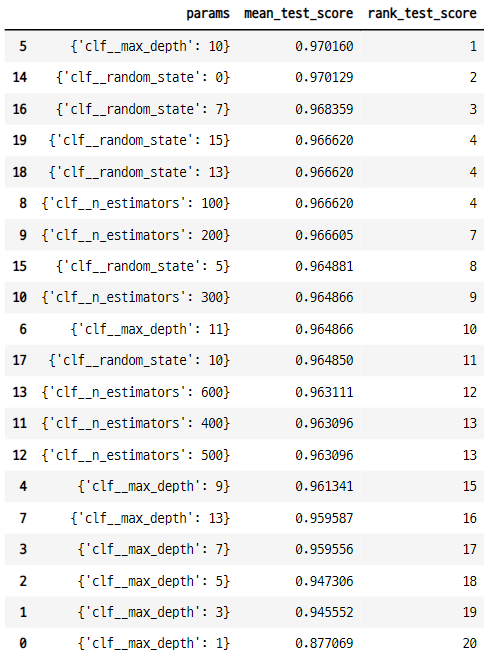 params mean_test_score rank_test_score
5 {'clf__max_depth': 10} 0.970160 1
14 {'clf__random_state': 0} 0.970129 2
16 {'clf__random_state': 7} 0.968359 3
19 {'clf__random_state': 15} 0.966620 4
18 {'clf__random_state': 13} 0.966620 4
8 {'clf__n_estimators': 100} 0.966620 4
9 {'clf__n_estimators': 200} 0.966605 7
15 {'clf__random_state': 5} 0.964881 8
10 {'clf__n_estimators': 300} 0.964866 9
6 {'clf__max_depth': 11} 0.964866 10
17 {'clf__random_state': 10} 0.964850 11
13 {'clf__n_estimators': 600} 0.963111 12
11 {'clf__n_estimators': 400} 0.963096 13
12 {'clf__n_estimators': 500} 0.963096 13
4 {'clf__max_depth': 9} 0.961341 15
7 {'clf__max_depth': 13} 0.959587 16
3 {'clf__max_depth': 7} 0.959556 17
2 {'clf__max_depth': 5} 0.947306 18
1 {'clf__max_depth': 3} 0.945552 19
0 {'clf__max_depth': 1} 0.877069 20